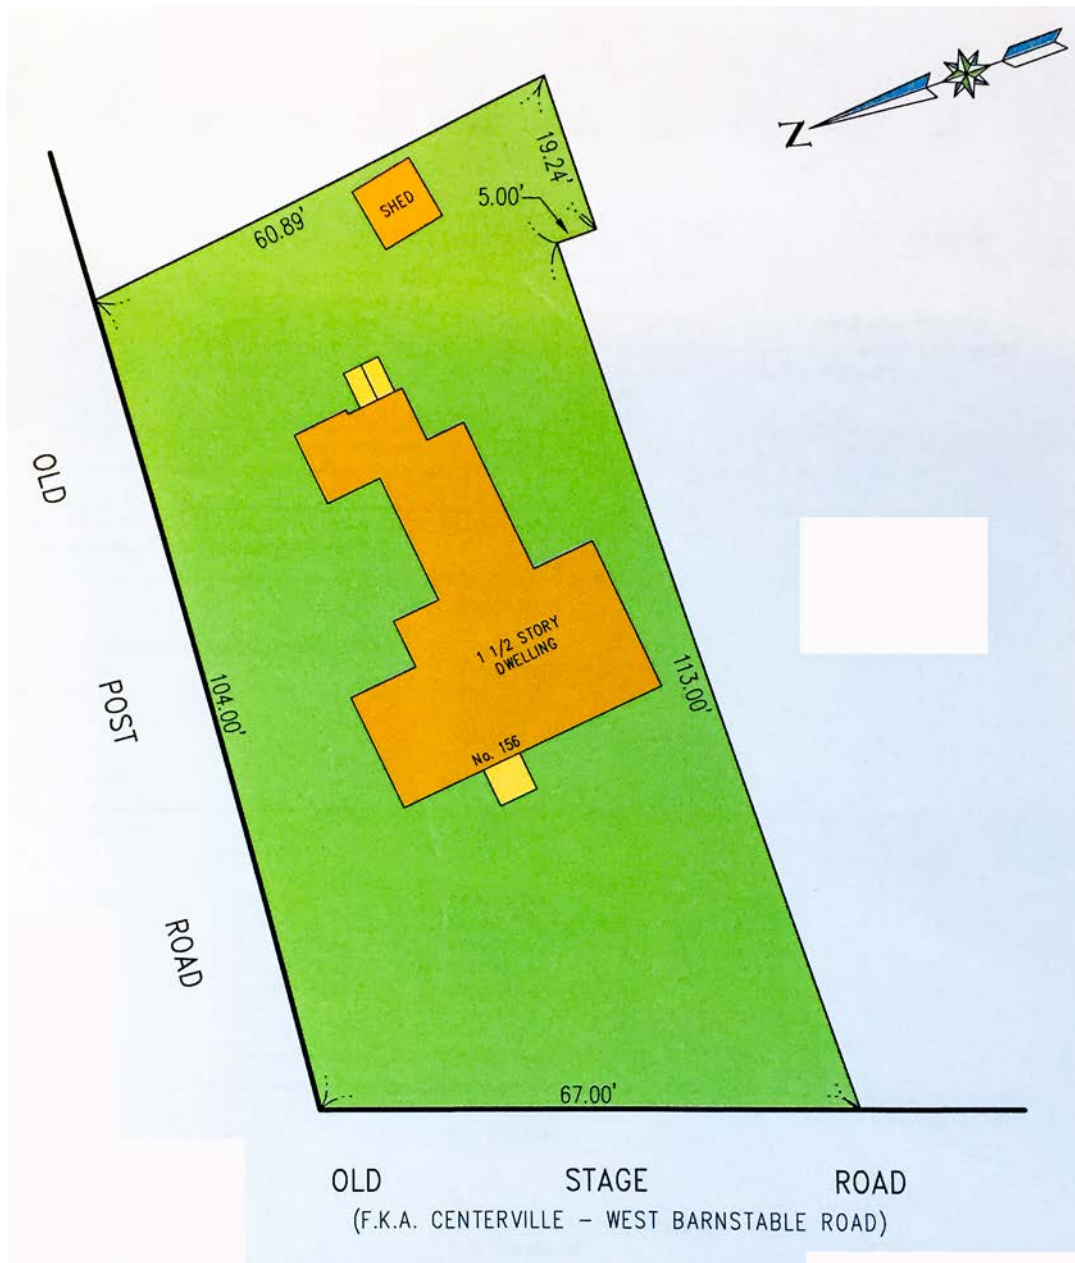 N
19.24'
5.00'
SHED
60.89'
OLD
POST
ROAD
104.00'
1 1/2 STORY
DWELLING
113.00'
No. 156
67.00'
OLD STAGE ROAD
(F.K.A. CENTERVILLE – WEST BARNSTABLE ROAD)